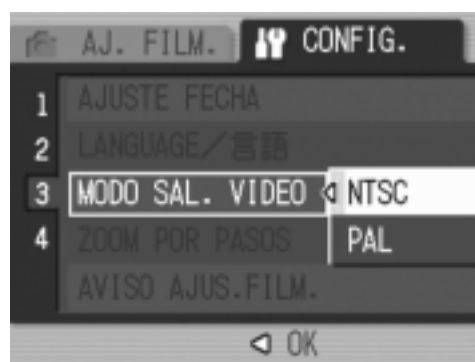 AJ. FILM. CONFIG.
1 AJUSTE FECHA
2 LANGUAGE/言語
3 MODO SAL. VIDEO NTSC
4 ZOOM POR PASOS PAL
AVISO AJUS.FILM.
OK